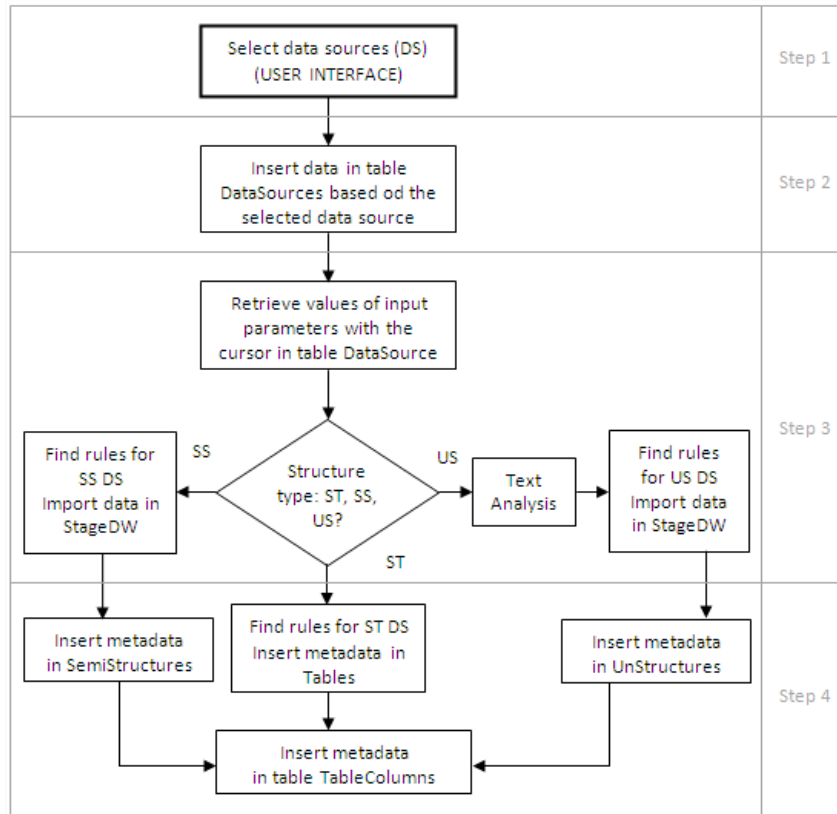 Select data sources (DS)
(USER INTERFACE)
Step 1
Insert data in table
DataSources based od the
selected data source
Step 2
Retrieve values of input
parameters with the
cursor in table DataSource
Step 3
SS
Find rules for
SS DS
Import data in
StageDW
Structure
type: ST, SS,
US?
US
Text
Analysis
Find rules
for US DS
Import data
in StageDW
ST
Insert metadata
in SemiStructures
Find rules for ST DS
Insert metadata in
Tables
Insert metadata
in UnStructures
Step 4
Insert metadata
in table TableColumns